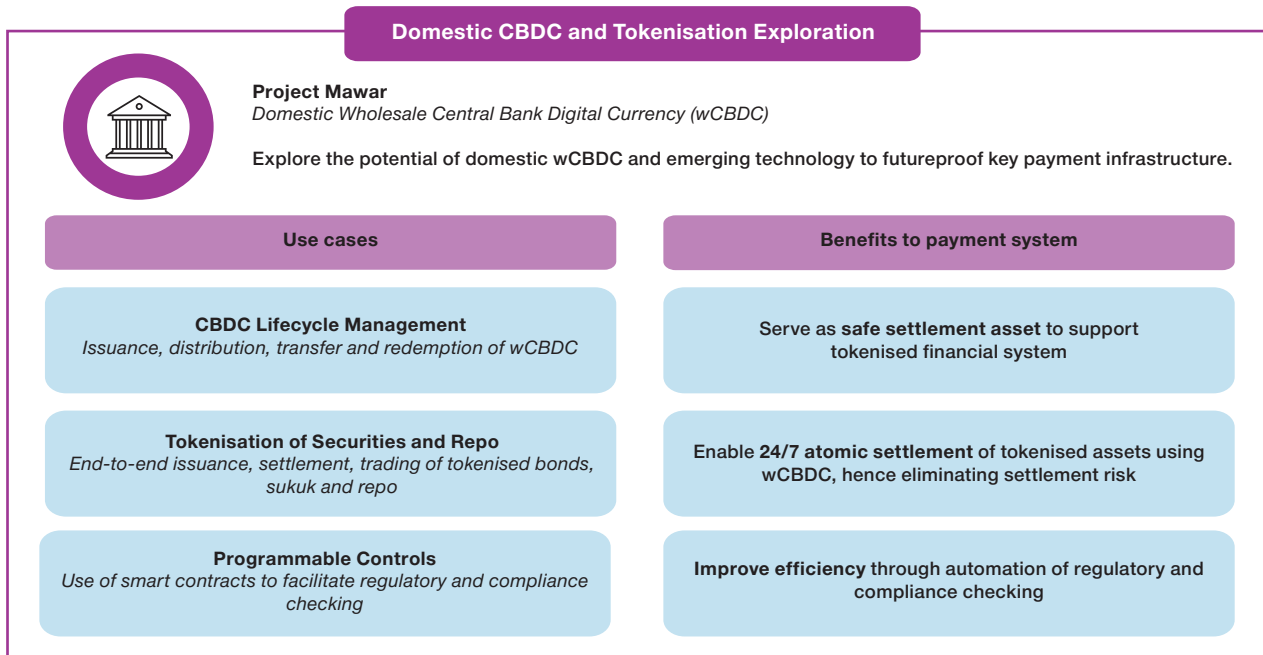 Domestic CBDC and Tokenisation Exploration
Project Mawar
Domestic Wholesale Central Bank Digital Currency (wCBDC)
Explore the potential of domestic wCBDC and emerging technology to futureproof key payment infrastructure.
Use cases
Benefits to payment system
CBDC Lifecycle Management
Issuance, distribution, transfer and redemption of wCBDC
Serve as safe settlement asset to support
tokenised financial system
Tokenisation of Securities and Repo
End-to-end issuance, settlement, trading of tokenised bonds,
sukuk and repo
Enable 24/7 atomic settlement of tokenised assets using
wCBDC, hence eliminating settlement risk
Programmable Controls
Use of smart contracts to facilitate regulatory and compliance
checking
Improve efficiency through automation of regulatory and
compliance checking